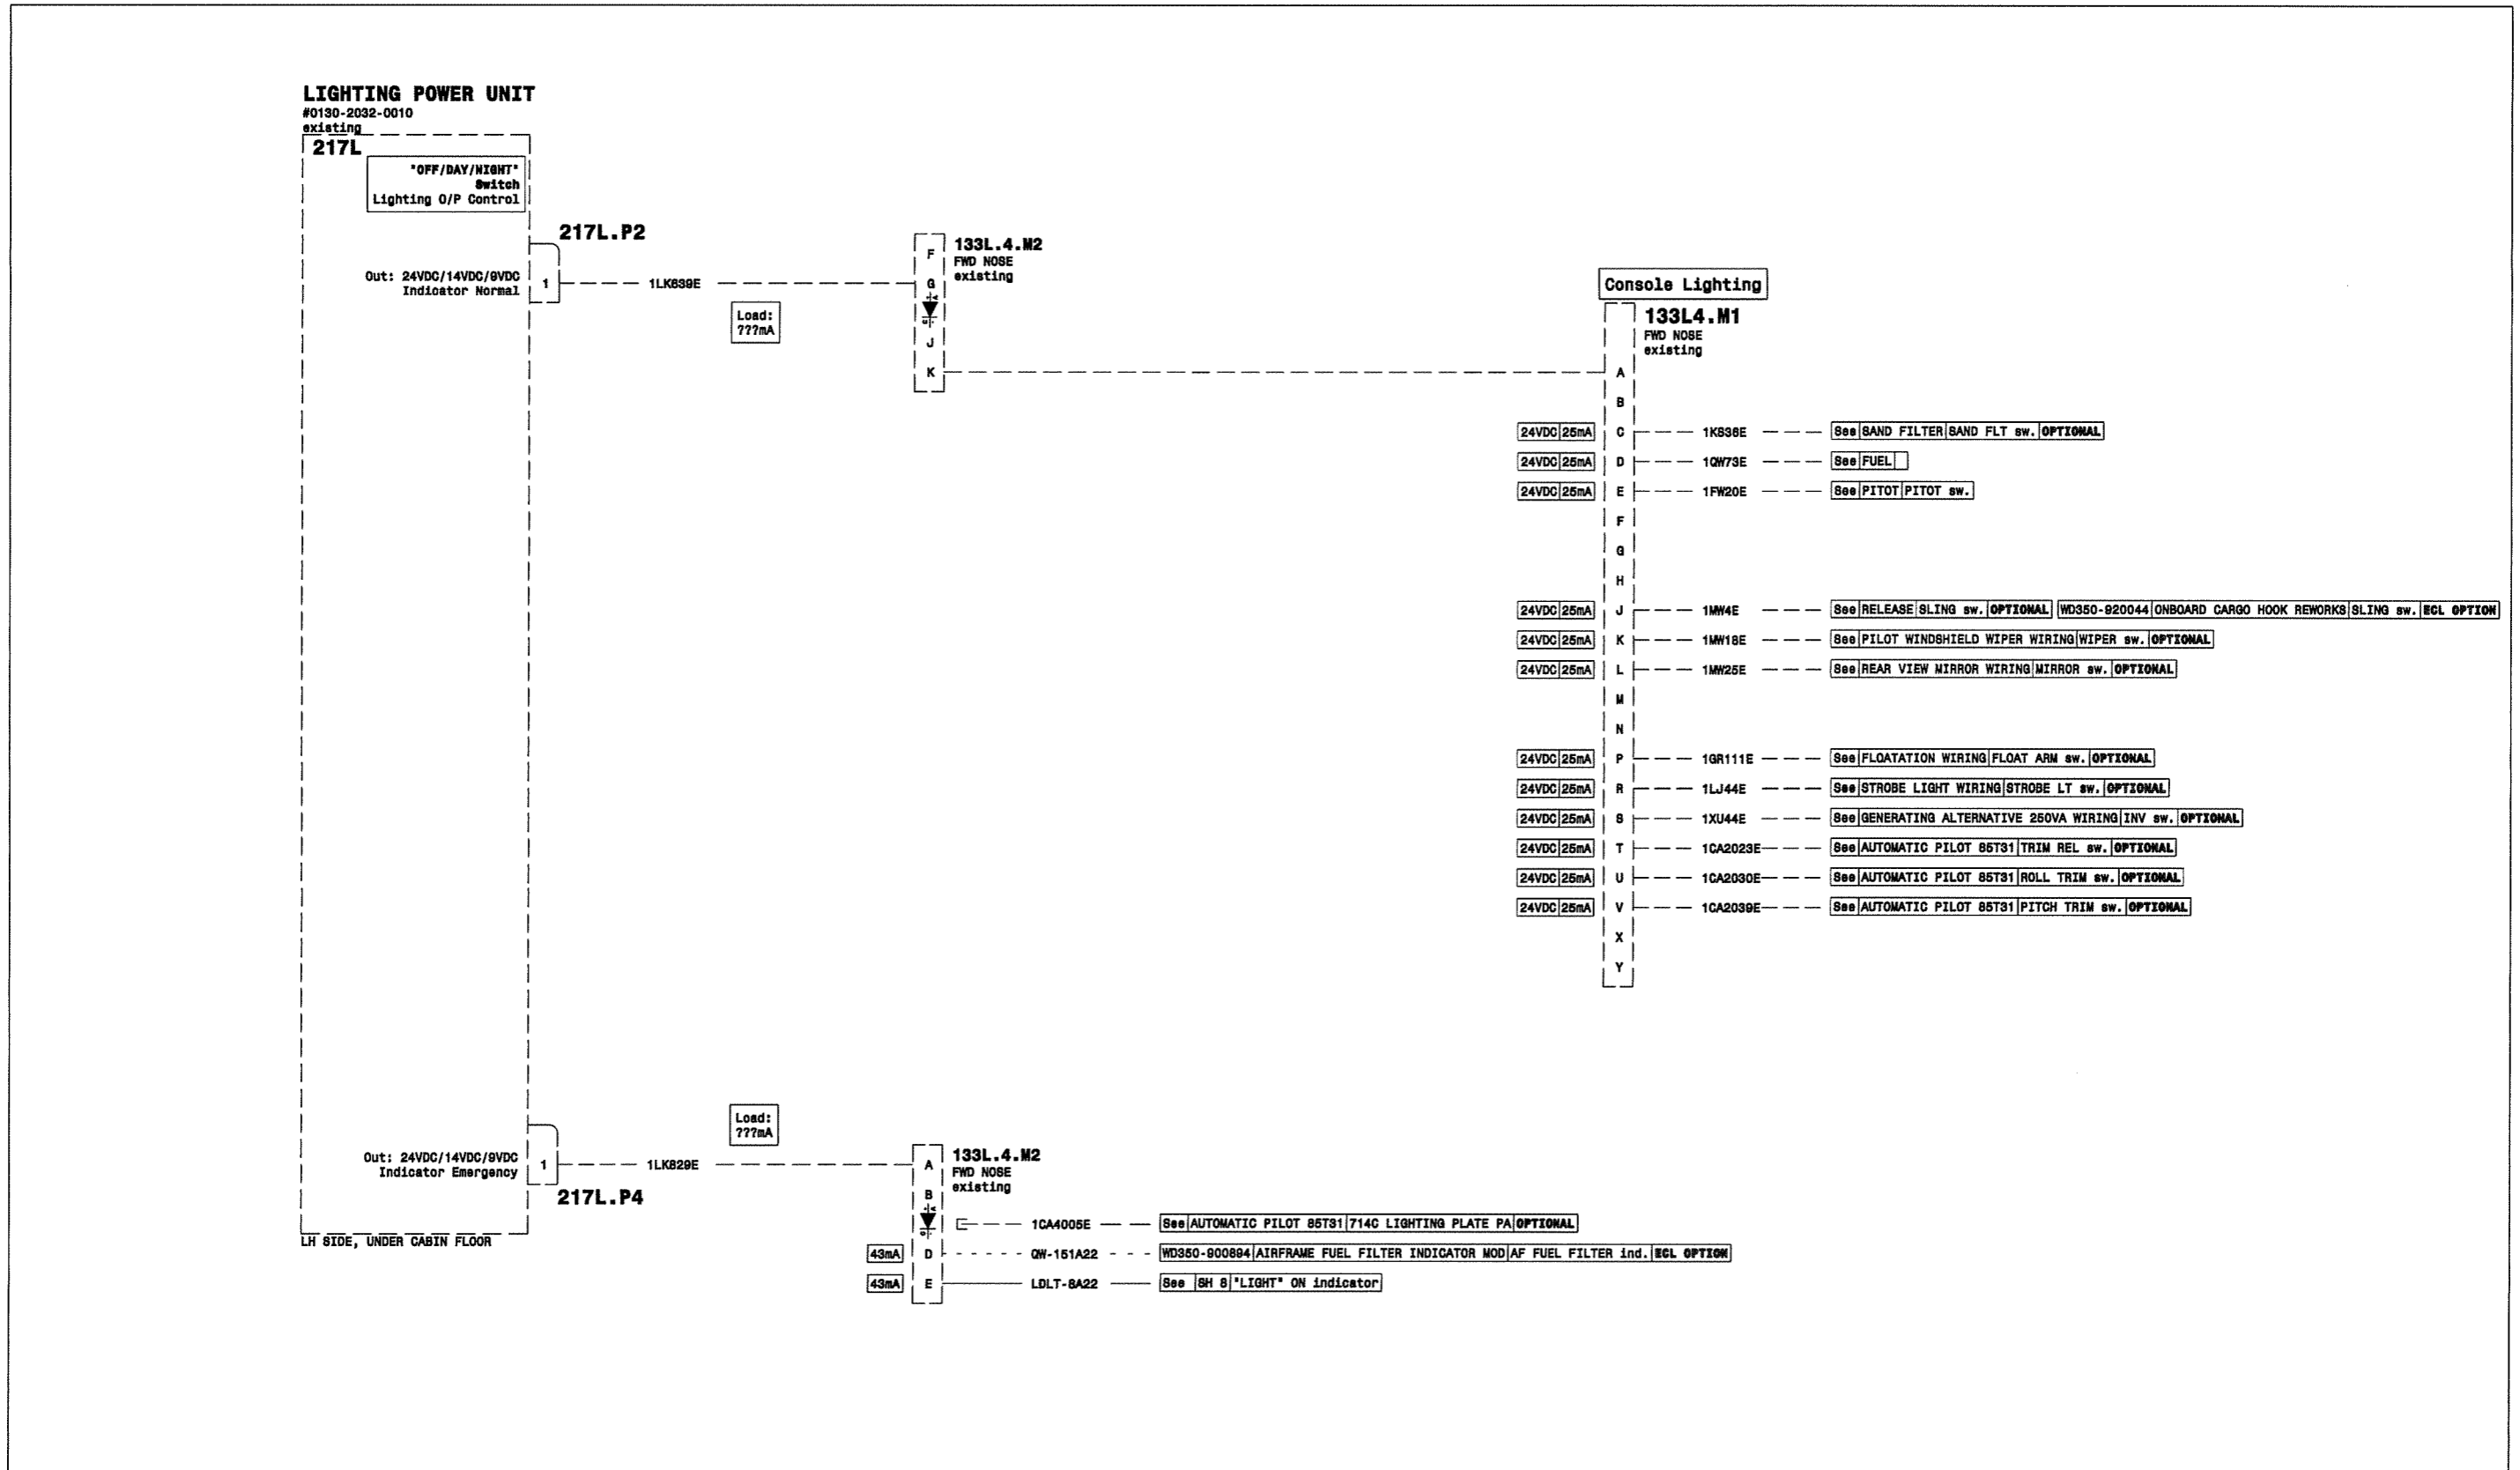 LIGHTING POWER UNIT
#0130-2032-0010
existing
217L
"OFF/DAY/NIGHT"
Switch
Lighting O/P Control
217L.P2
Out: 24VDC/14VDC/9VDC
Indicator Normal
1
1LK639E
Load:
???mA
133L.4.M2
FWD NOSE
existing
F
G
J
K
Console Lighting
133L4.M1
FWD NOSE
existing
A
B
24VDC 25mA C 1KS36E See SAND FILTER SAND FLT sw. OPTIONAL
24VDC 25mA D 1QW73E See FUEL
24VDC 25mA E 1FW20E See PITOT PITOT sw.
F
G
H
24VDC 25mA J 1MW4E See RELEASE SLING sw. OPTIONAL WD350-920044 ONBOARD CARGO HOOK REWORKS SLING sw. ECL OPTION
24VDC 25mA K 1MW18E See PILOT WINDSHIELD WIPER WIRING WIPER sw. OPTIONAL
24VDC 25mA L 1MW25E See REAR VIEW MIRROR WIRING MIRROR sw. OPTIONAL
M
N
24VDC 25mA P 1GR111E See FLOATATION WIRING FLOAT ARM sw. OPTIONAL
24VDC 25mA R 1LJ44E See STROBE LIGHT WIRING STROBE LT sw. OPTIONAL
24VDC 25mA S 1XU44E See GENERATING ALTERNATIVE 250VA WIRING INV sw. OPTIONAL
24VDC 25mA T 1CA2023E See AUTOMATIC PILOT 85T31 TRIM REL sw. OPTIONAL
24VDC 25mA U 1CA2030E See AUTOMATIC PILOT 85T31 ROLL TRIM sw. OPTIONAL
24VDC 25mA V 1CA2039E See AUTOMATIC PILOT 85T31 PITCH TRIM sw. OPTIONAL
X
Y
Out: 24VDC/14VDC/9VDC
Indicator Emergency
1
217L.P4
1LK829E
Load:
???mA
133L.4.M2
FWD NOSE
existing
A
B
1CA4005E See AUTOMATIC PILOT 85T31 714C LIGHTING PLATE PA OPTIONAL
43mA D QW-151A22 WD350-900894 AIRFRAME FUEL FILTER INDICATOR MOD AF FUEL FILTER ind. ECL OPTION
43mA E LDLT-8A22 See SH 8 "LIGHT" ON indicator
LH SIDE, UNDER CABIN FLOOR